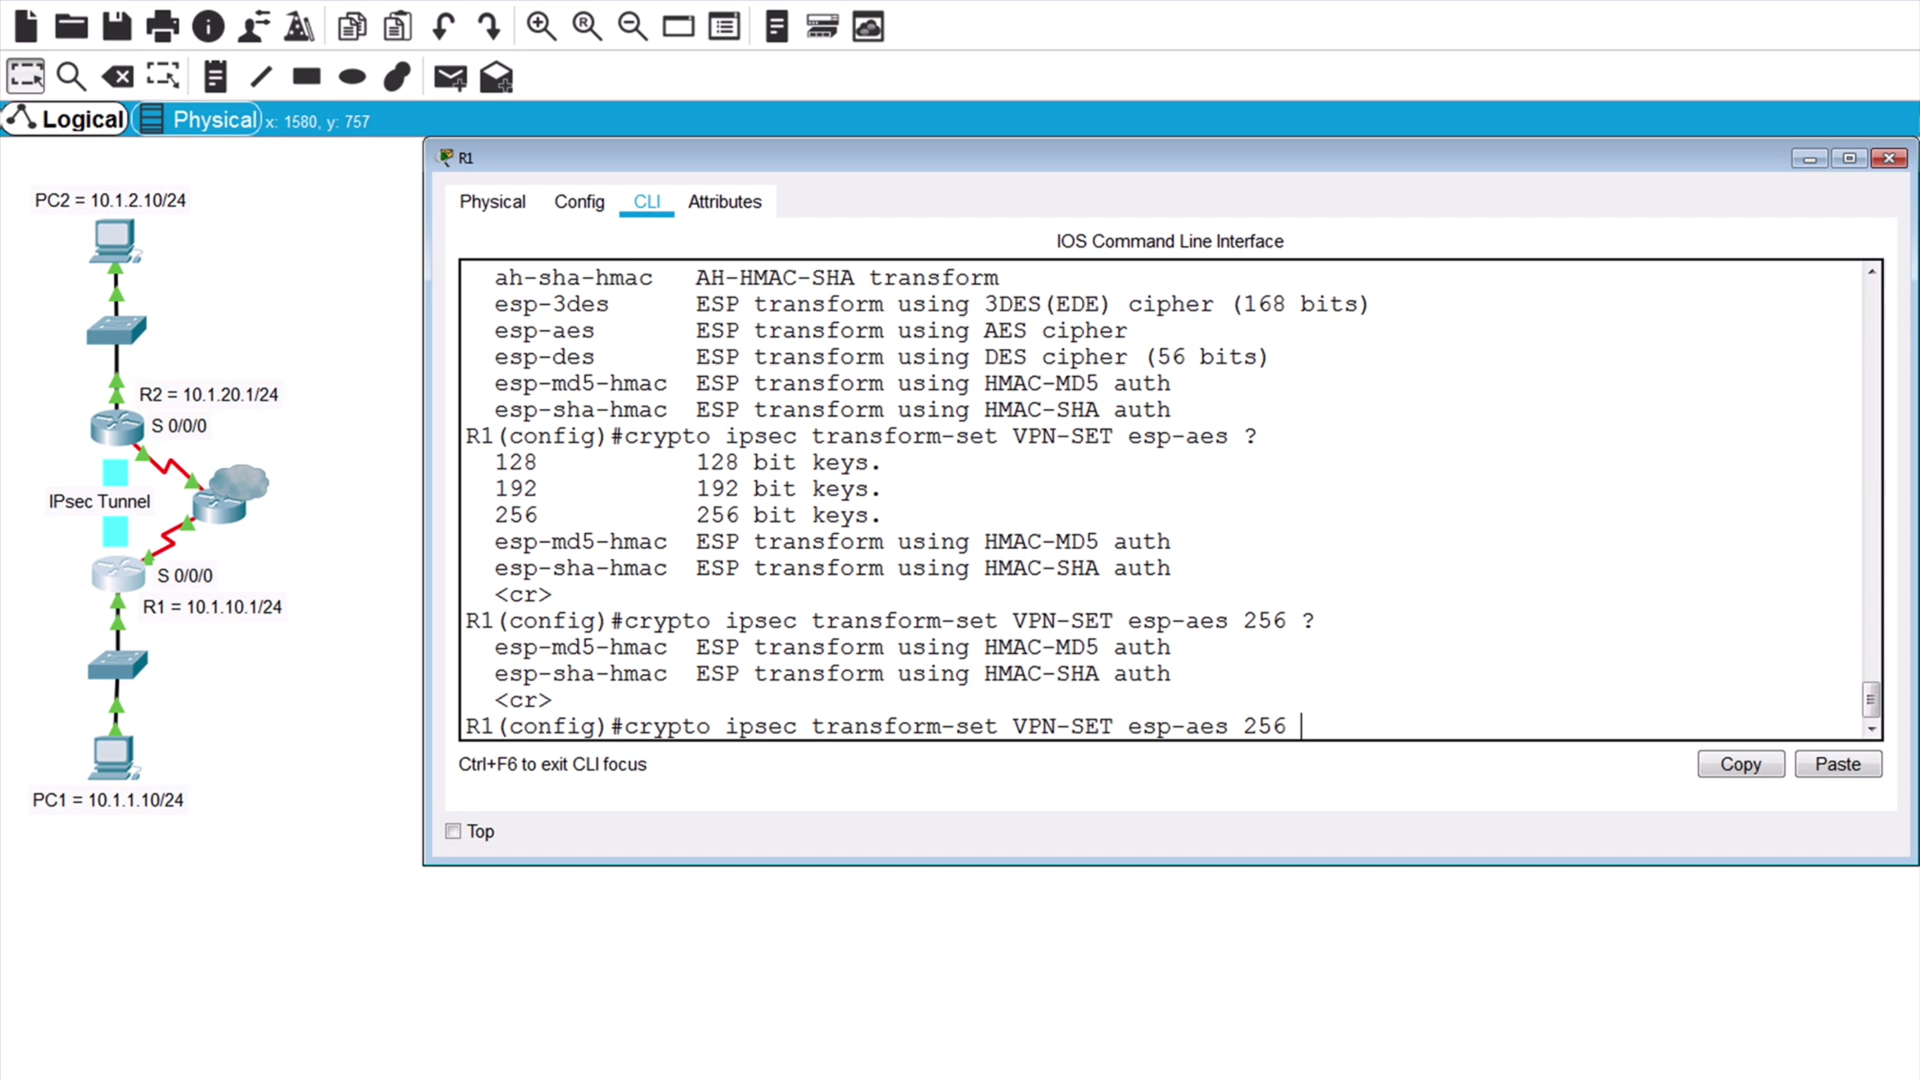 Logical
Physical x: 1580, y: 757
PC2 = 10.1.2.10/24
R2 = 10.1.20.1/24
S 0/0/0
IPsec Tunnel
S 0/0/0
R1 = 10.1.10.1/24
PC1 = 10.1.1.10/24
R1
Physical Config CLI Attributes
IOS Command Line Interface
ah-sha-hmac AH-HMAC-SHA transform
esp-3des ESP transform using 3DES(EDE) cipher (168 bits)
esp-aes ESP transform using AES cipher
esp-des ESP transform using DES cipher (56 bits)
esp-md5-hmac ESP transform using HMAC-MD5 auth
esp-sha-hmac ESP transform using HMAC-SHA auth
R1(config)#crypto ipsec transform-set VPN-SET esp-aes ?
128 128 bit keys.
192 192 bit keys.
256 256 bit keys.
esp-md5-hmac ESP transform using HMAC-MD5 auth
esp-sha-hmac ESP transform using HMAC-SHA auth
<cr>
R1(config)#crypto ipsec transform-set VPN-SET esp-aes 256 ?
esp-md5-hmac ESP transform using HMAC-MD5 auth
esp-sha-hmac ESP transform using HMAC-SHA auth
<cr>
R1(config)#crypto ipsec transform-set VPN-SET esp-aes 256
Ctrl+F6 to exit CLI focus
Copy Paste
Top